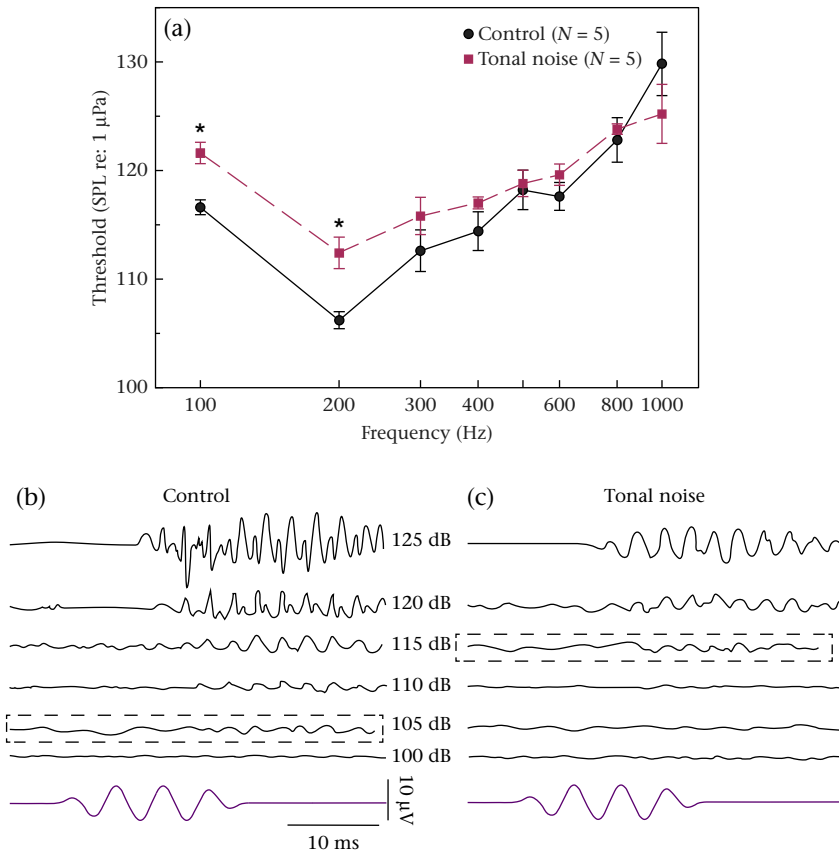 (a)
Control (N = 5)
Tonal noise (N = 5)
Threshold (SPL re: 1 µPa)
130
120
110
100
*
*
100
200
300
400
600
800
1000
Frequency (Hz)
(b)
Control
(c)
Tonal noise
125 dB
120 dB
115 dB
110 dB
105 dB
100 dB
10 µV
10 ms